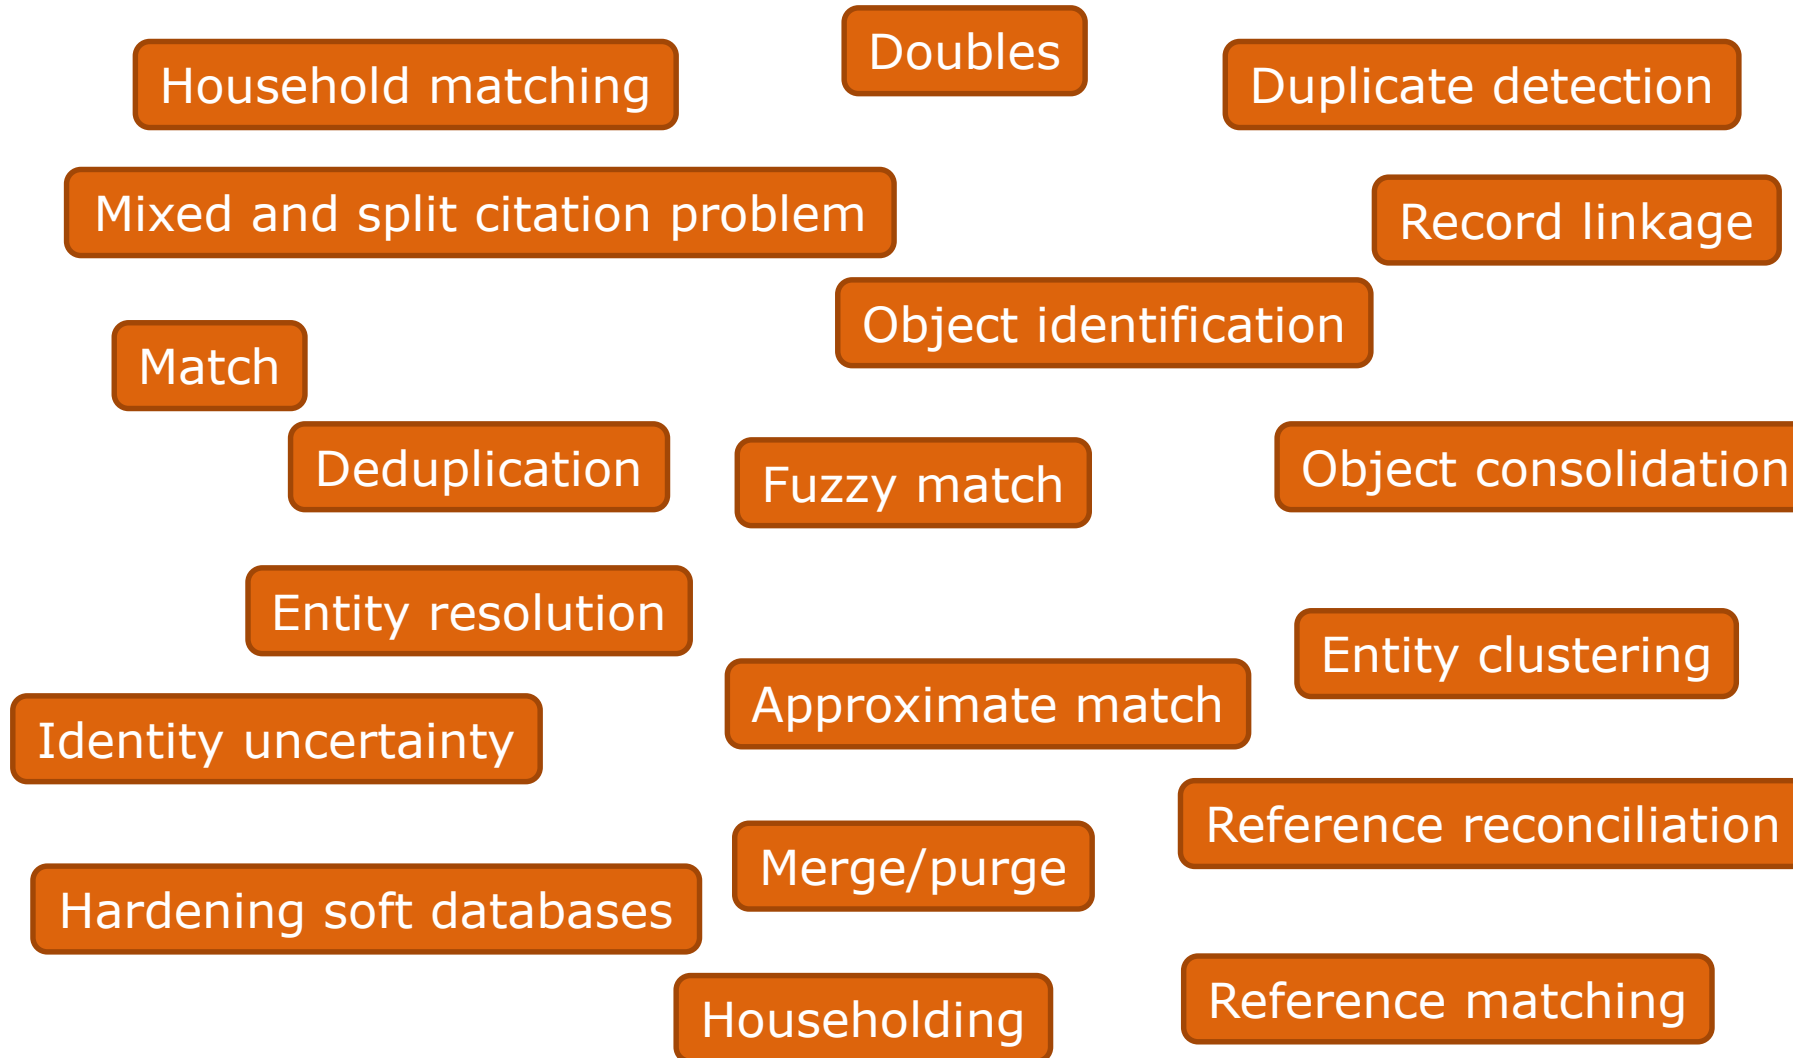 Doubles
Household matching
Duplicate detection
Mixed and split citation problem
Record linkage
Object identification
Match
Deduplication
Fuzzy match
Object consolidation
Entity resolution
Entity clustering
Approximate match
Identity uncertainty
Reference reconciliation
Merge/purge
Hardening soft databases
Reference matching
Householding